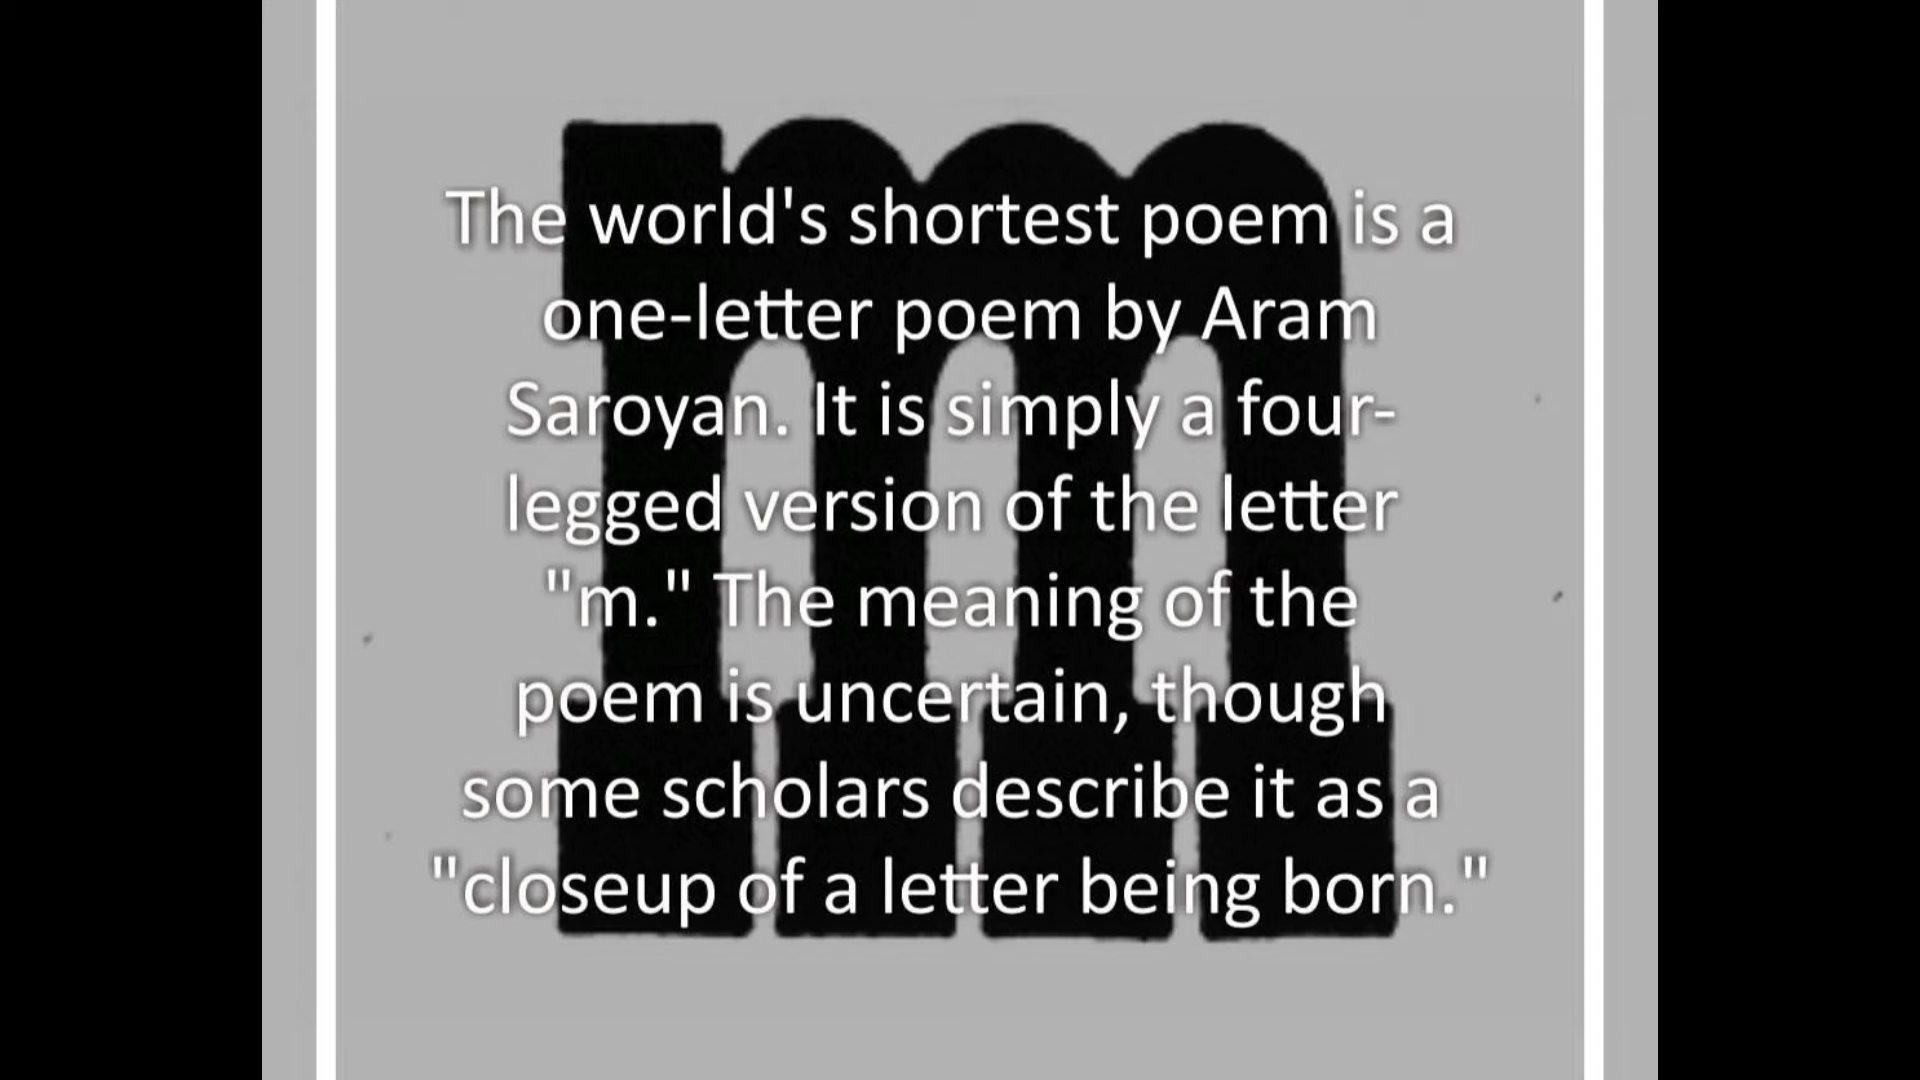 The world's shortest poem is a
one-letter poem by Aram
Saroyan. It is simply a four-
legged version of the letter
"m." The meaning of the
poem is uncertain, though
some scholars describe it as a
"closeup of a letter being born."